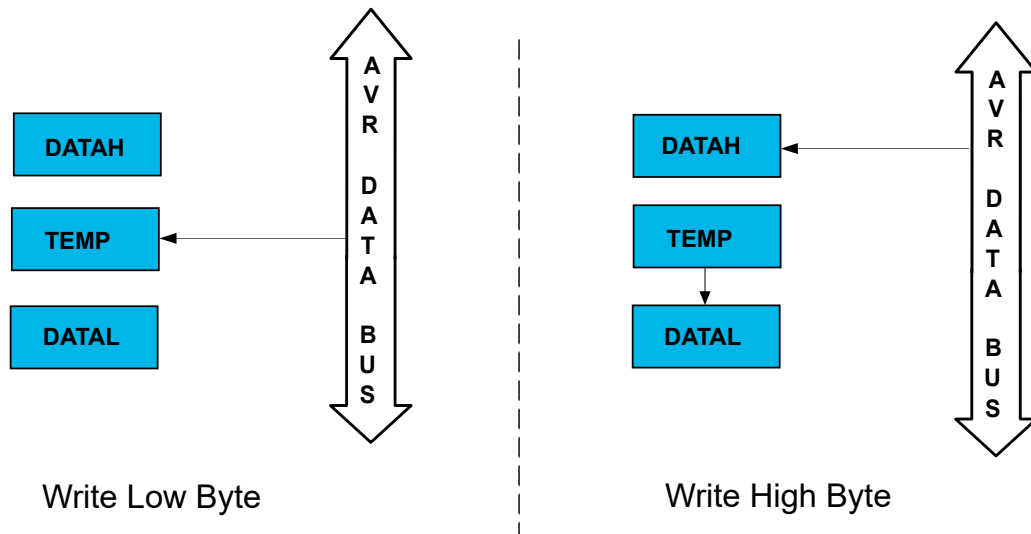 DATAH
TEMP
DATAL
AVR DATA BUS
Write Low Byte
DATAH
TEMP
DATAL
AVR DATA BUS
Write High Byte